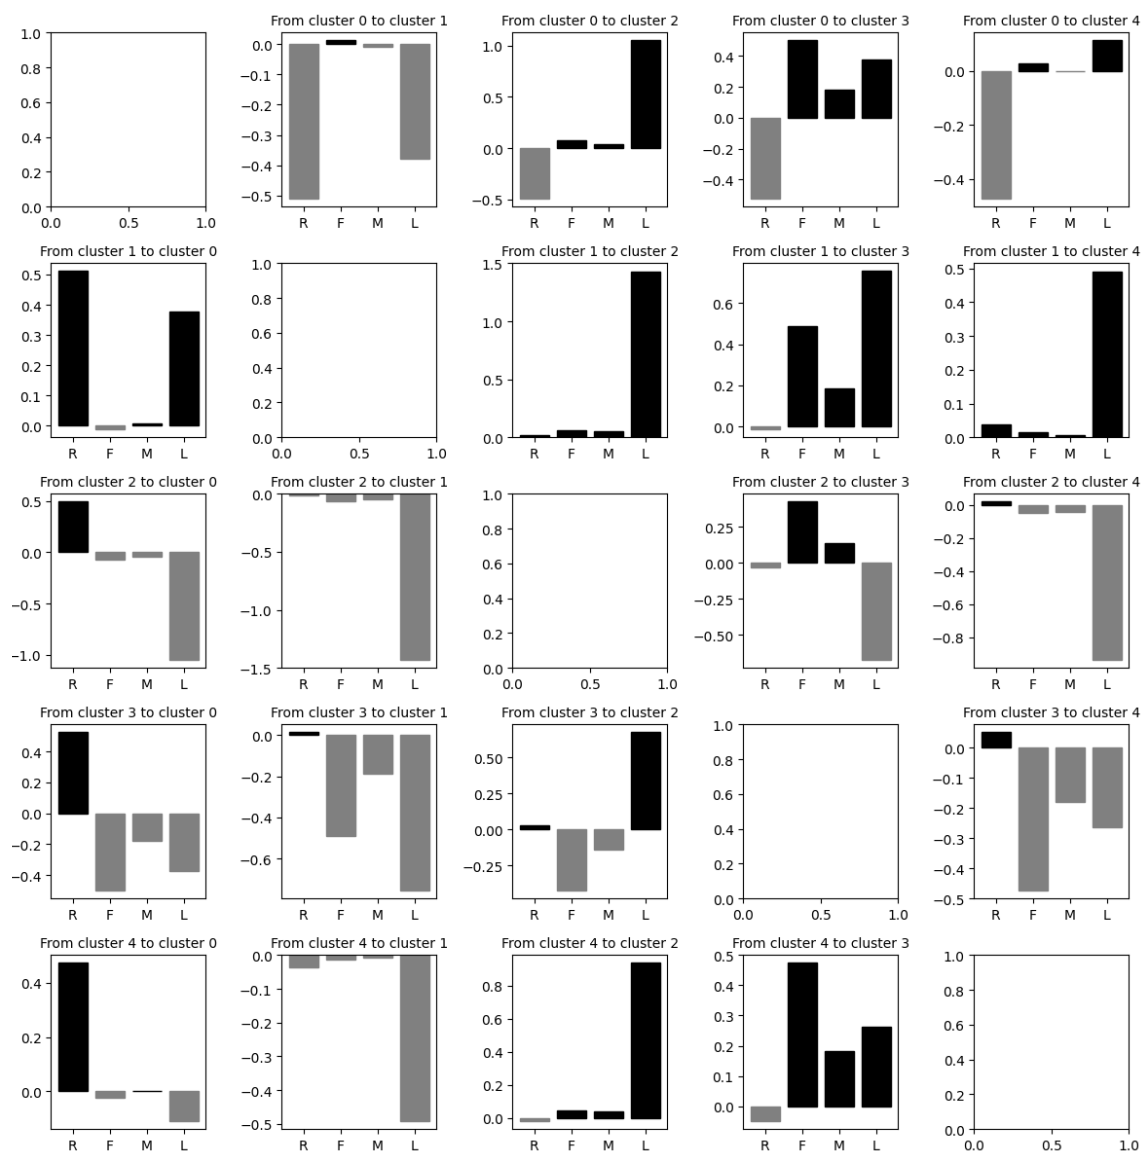 1.0
0.8
0.6
0.4
0.2
0.0
0.0 0.5 1.0
From cluster 0 to cluster 1
0.0
−0.1
−0.2
−0.3
−0.4
−0.5
R F M L
From cluster 0 to cluster 2
1.0
0.5
0.0
−0.5
R F M L
From cluster 0 to cluster 3
0.4
0.2
0.0
−0.2
−0.4
R F M L
From cluster 0 to cluster 4
0.0
−0.2
−0.4
R F M L
From cluster 1 to cluster 0
0.5
0.4
0.3
0.2
0.1
0.0
R F M L
1.0
0.8
0.6
0.4
0.2
0.0
0.0 0.5 1.0
From cluster 1 to cluster 2
1.5
1.0
0.5
0.0
R F M L
From cluster 1 to cluster 3
0.6
0.4
0.2
0.0
R F M L
From cluster 1 to cluster 4
0.5
0.4
0.3
0.2
0.1
0.0
R F M L
From cluster 2 to cluster 0
0.5
0.0
−0.5
−1.0
R F M L
From cluster 2 to cluster 1
0.0
−0.5
−1.0
−1.5
R F M L
1.0
0.8
0.6
0.4
0.2
0.0
0.0 0.5 1.0
From cluster 2 to cluster 3
0.25
0.00
−0.25
−0.50
R F M L
From cluster 2 to cluster 4
0.0
−0.2
−0.4
−0.6
−0.8
R F M L
From cluster 3 to cluster 0
0.4
0.2
0.0
−0.2
−0.4
R F M L
From cluster 3 to cluster 1
0.0
−0.2
−0.4
−0.6
R F M L
From cluster 3 to cluster 2
0.50
0.25
0.00
−0.25
R F M L
1.0
0.8
0.6
0.4
0.2
0.0
0.0 0.5 1.0
From cluster 3 to cluster 4
0.0
−0.1
−0.2
−0.3
−0.4
−0.5
R F M L
From cluster 4 to cluster 0
0.4
0.2
0.0
R F M L
From cluster 4 to cluster 1
0.0
−0.1
−0.2
−0.3
−0.4
−0.5
R F M L
From cluster 4 to cluster 2
0.8
0.6
0.4
0.2
0.0
R F M L
From cluster 4 to cluster 3
0.5
0.4
0.3
0.2
0.1
0.0
R F M L
1.0
0.8
0.6
0.4
0.2
0.0
0.0 0.5 1.0